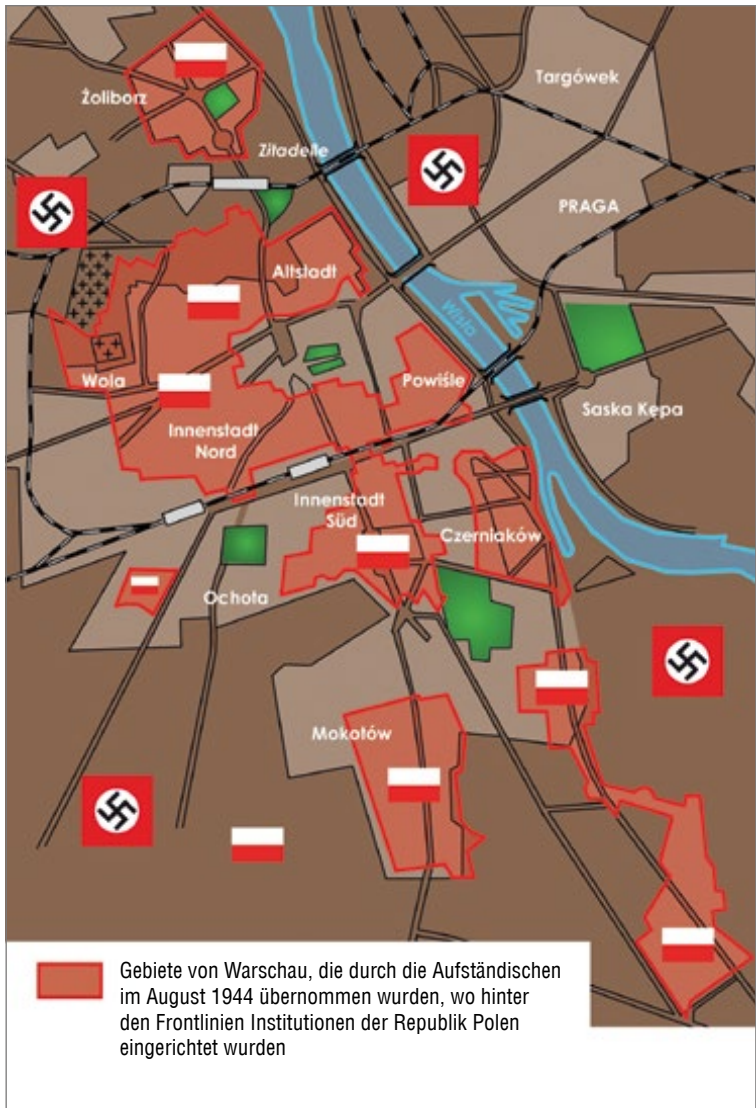 Żoliborz
Targówek
Zitadelle
PRAGA
Altstadt
Wisła
Wola
Powiśle
Saska Kępa
Innenstadt
Nord
Innenstadt
Süd
Czerniaków
Ochota
Mokotów
Gebiete von Warschau, die durch die Aufständischen
im August 1944 übernommen wurden, wo hinter
den Frontlinien Institutionen der Republik Polen
eingerichtet wurden